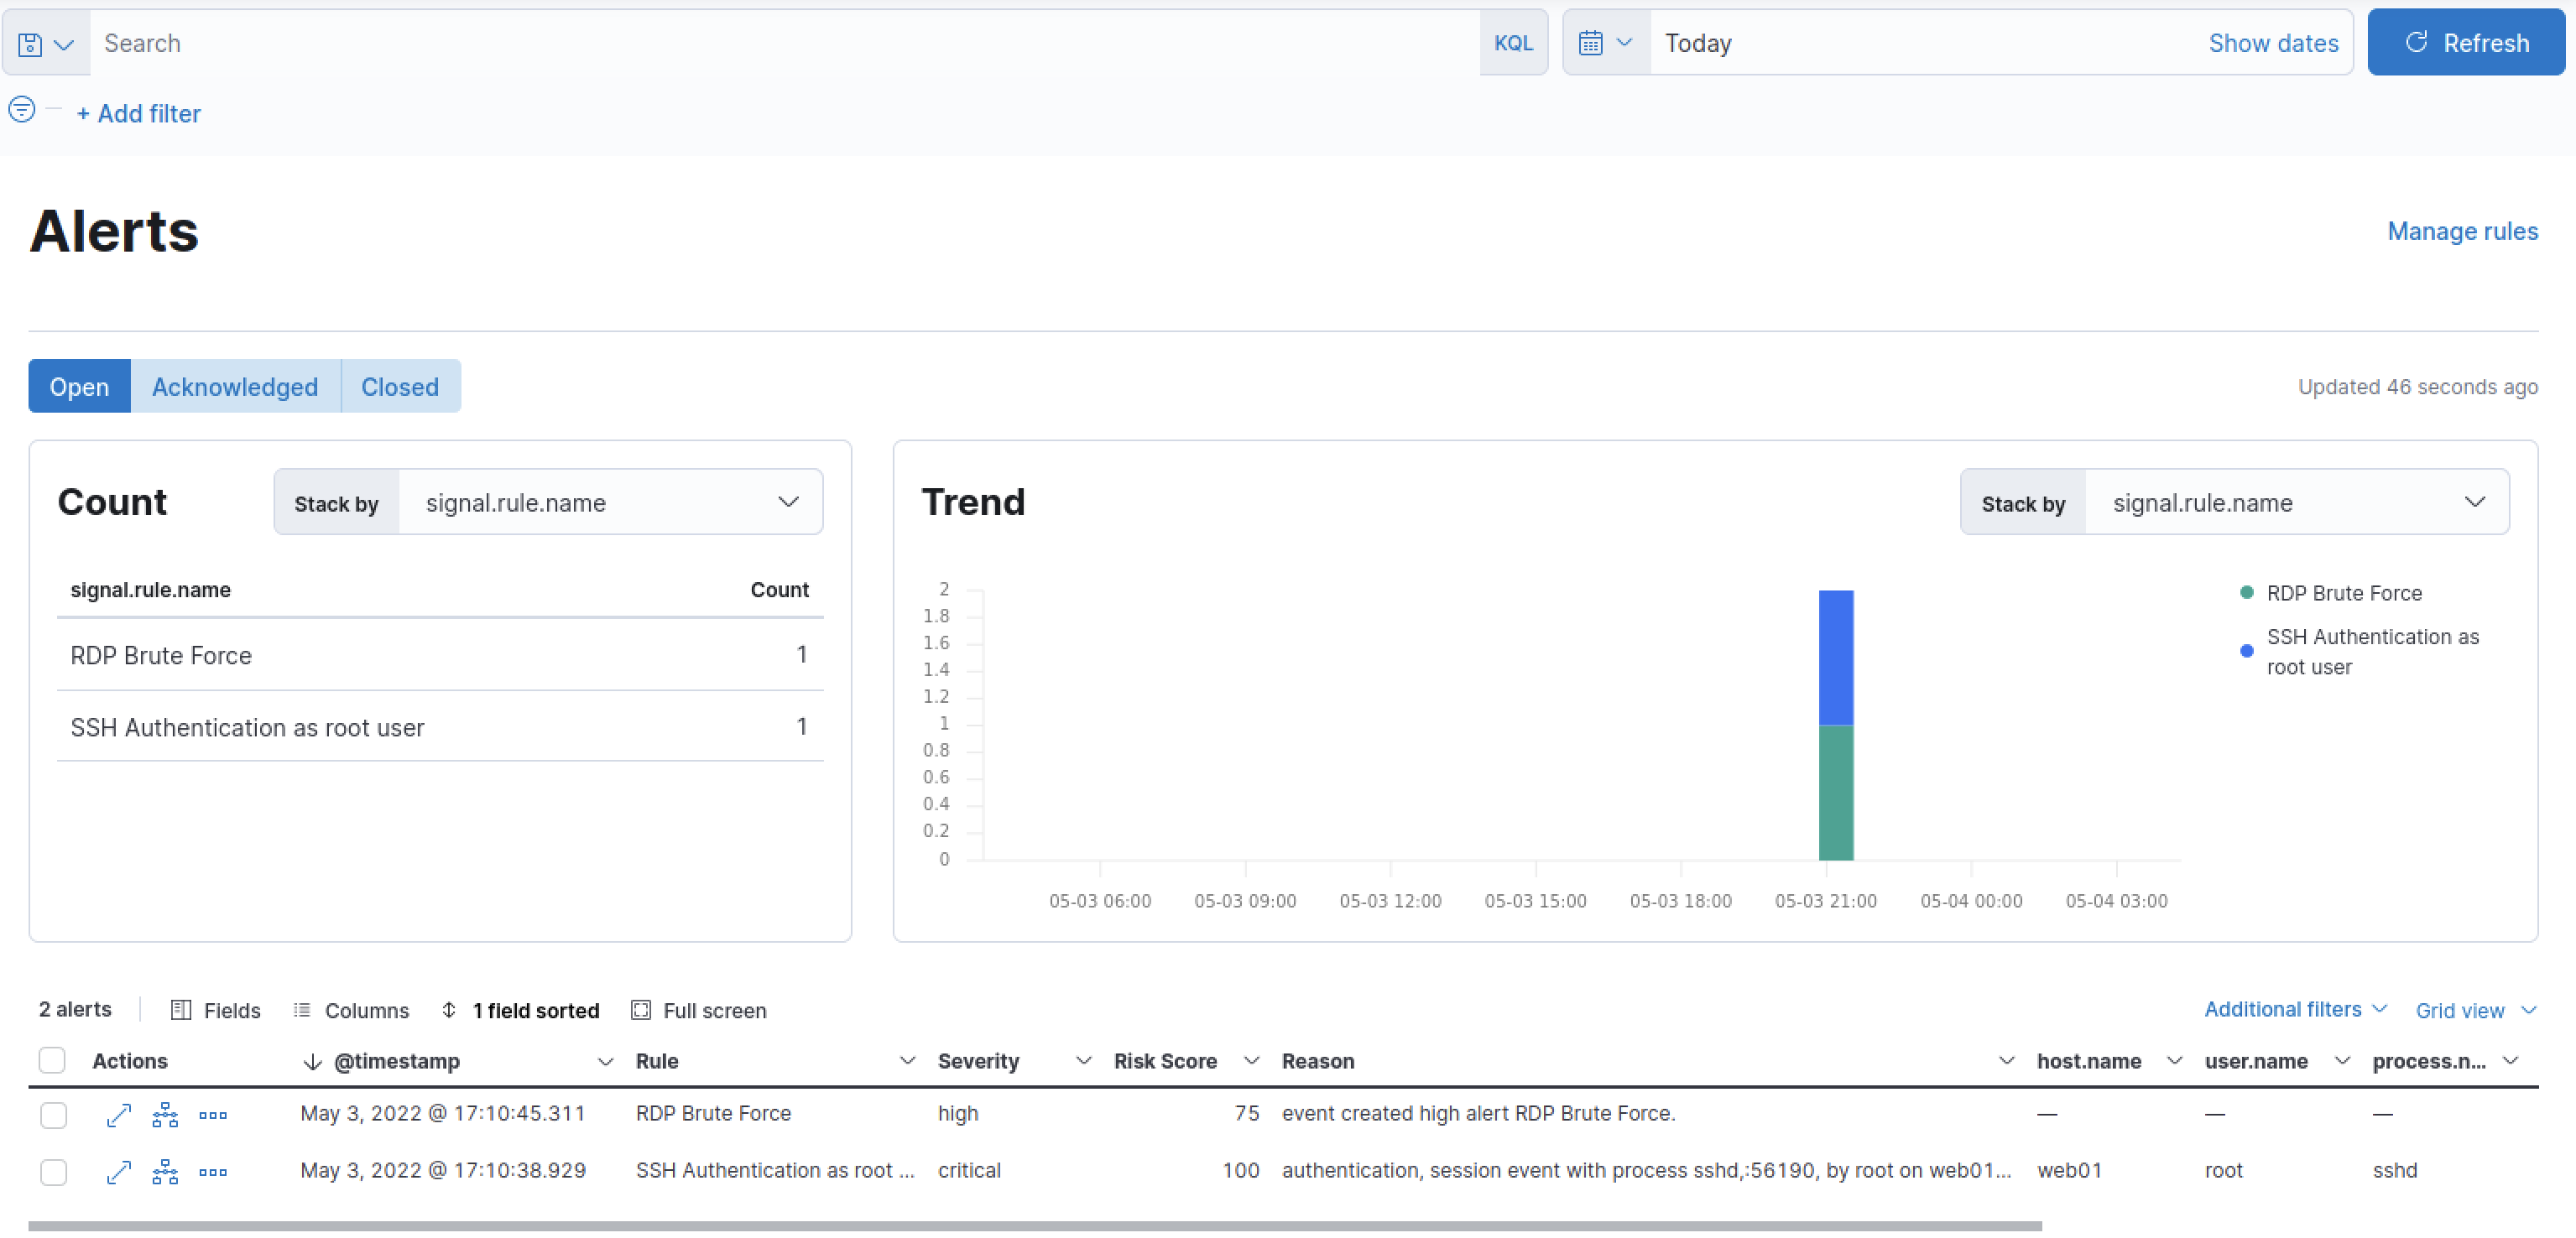 Search KQL Today Show dates Refresh
+ Add filter
Alerts Manage rules
Open Acknowledged Closed Updated 46 seconds ago
Count Stack by signal.rule.name
signal.rule.name Count
RDP Brute Force 1
SSH Authentication as root user 1
Trend Stack by signal.rule.name
2
1.8
1.6
1.4
1.2
1
0.8
0.6
0.4
0.2
0
05-03 06:00 05-03 09:00 05-03 12:00 05-03 15:00 05-03 18:00 05-03 21:00 05-04 00:00 05-04 03:00
RDP Brute Force
SSH Authentication as
root user
2 alerts Fields Columns 1 field sorted Full screen Additional filters Grid view
Actions @timestamp Rule Severity Risk Score Reason host.name user.name process.n...
May 3, 2022 @ 17:10:45.311 RDP Brute Force high 75 event created high alert RDP Brute Force. — — —
May 3, 2022 @ 17:10:38.929 SSH Authentication as root ... critical 100 authentication, session event with process sshd,:56190, by root on web01... web01 root sshd